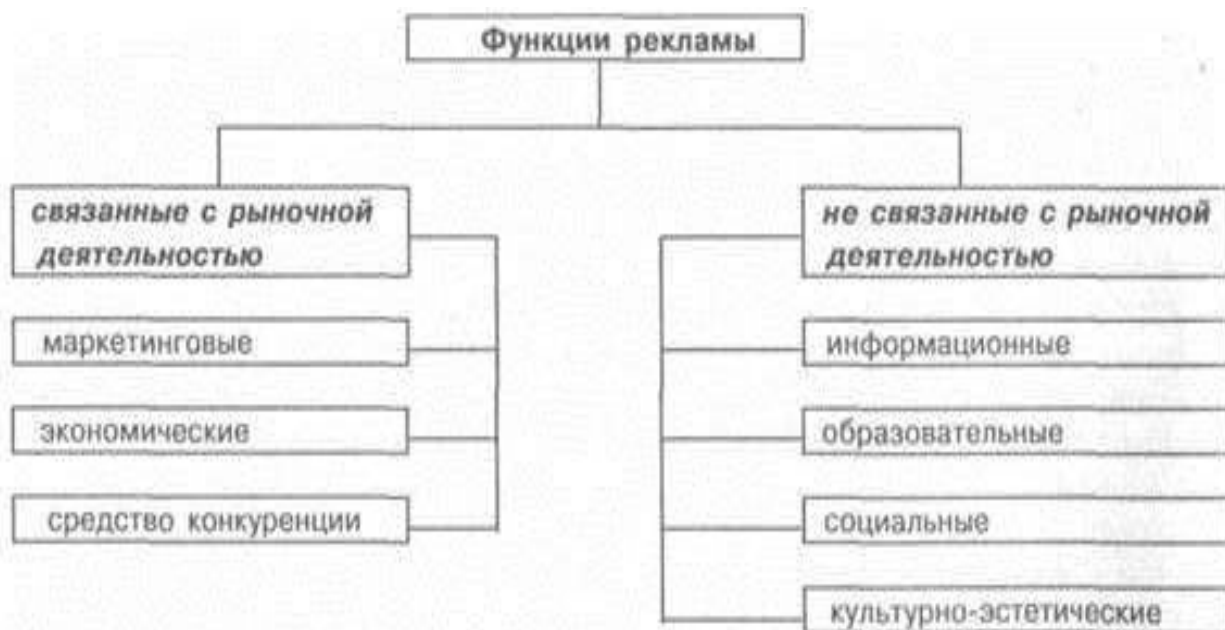 Функции рекламы
связанные с рыночной
деятельностью
маркетинговые
экономические
средство конкуренции
не связанные с рыночной
деятельностью
информационные
образовательные
социальные
культурно-эстетические